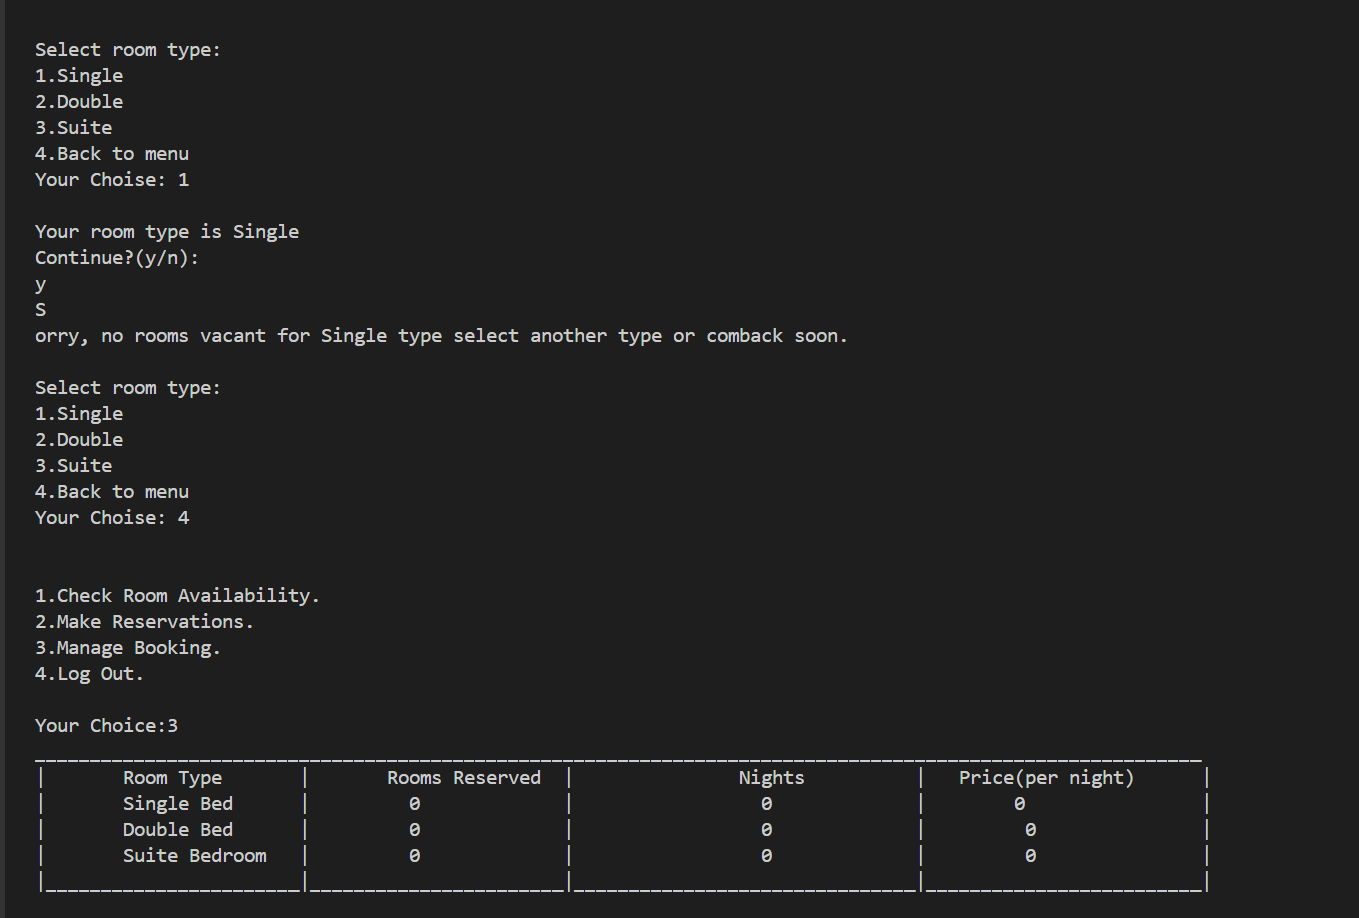 Select room type:
1.Single
2.Double
3.Suite
4.Back to menu
Your Choise: 1
Your room type is Single
Continue?(y/n):
y
S
orry, no rooms vacant for Single type select another type or comback soon.
Select room type:
1.Single
2.Double
3.Suite
4.Back to menu
Your Choise: 4
1.Check Room Availability.
2.Make Reservations.
3.Manage Booking.
4.Log Out.
Your Choice:3
| Room Type | Rooms Reserved | Nights | Price(per night) |
| Single Bed | 0 | 0 | 0 |
| Double Bed | 0 | 0 | 0 |
| Suite Bedroom | 0 | 0 | 0 |